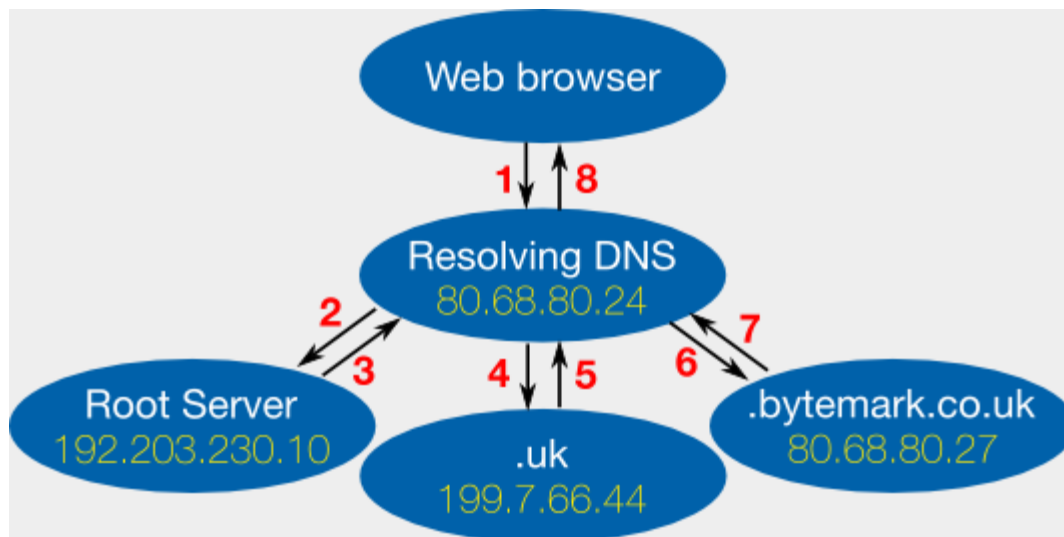 Web browser
1
8
Resolving DNS
80.68.80.24
2
3
4
5
6
7
Root Server
192.203.230.10
.uk
199.7.66.44
.bytemark.co.uk
80.68.80.27